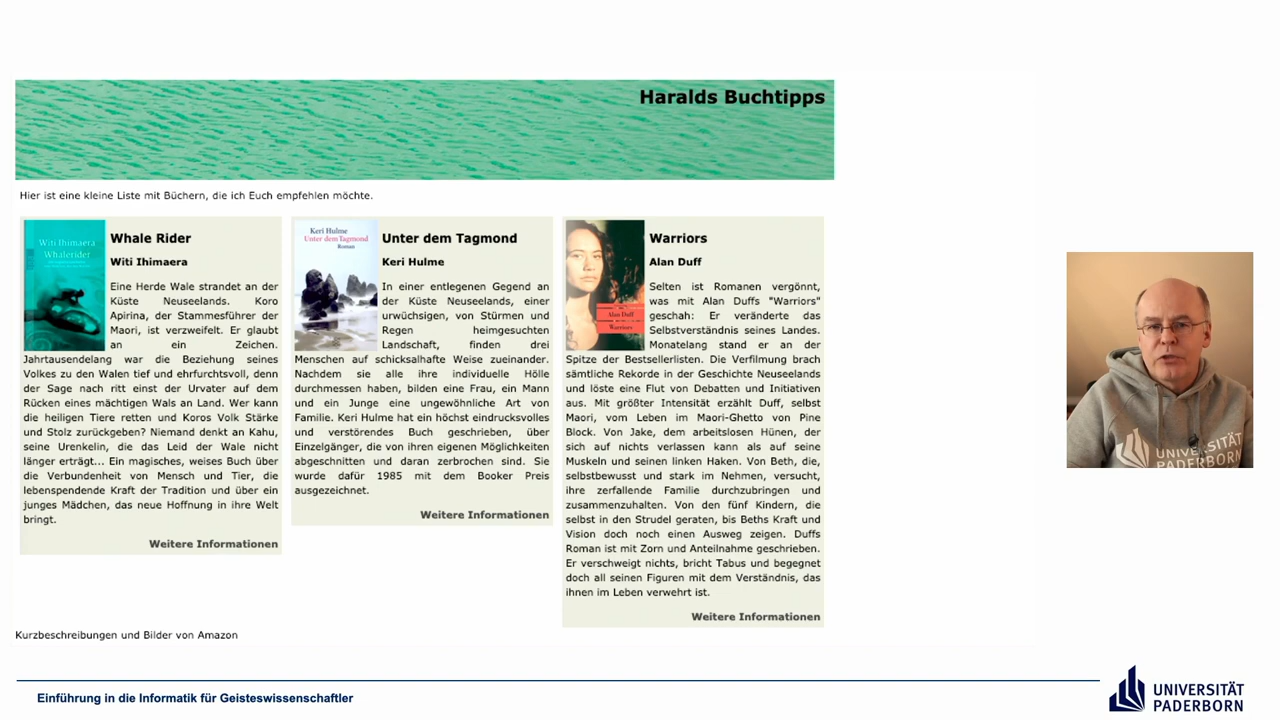 Haralds Buchtipps
Hier ist eine kleine Liste mit Büchern, die ich Euch empfehlen möchte.
Witi Ihimaera
Whalerider
Whale Rider
Witi Ihimaera
Eine Herde Wale strandet an der
Küste Neuseelands. Koro
Apirina, der Stammesführer der
Maori, ist verzweifelt. Er glaubt
an ein Zeichen.
Jahrtausendelang war die Beziehung seines
Volkes zu den Walen tief und ehrfurchtsvoll, denn
der Sage nach ritt einst der Urvater auf dem
Rücken eines mächtigen Wals an Land. Wer kann
die heiligen Tiere retten und Koros Volk Stärke
und Stolz zurückgeben? Niemand denkt an Kahu,
seine Urenkelin, die das Leid der Wale nicht
länger erträgt... Ein magisches, weises Buch über
die Verbundenheit von Mensch und Tier, die
lebenspendende Kraft der Tradition und über ein
junges Mädchen, das neue Hoffnung in ihre Welt
bringt.
Weitere Informationen
Keri Hulme
Unter dem Tagmond
Roman
Unter dem Tagmond
Keri Hulme
In einer entlegenen Gegend an
der Küste Neuseelands, einer
urwüchsigen, von Stürmen und
Regen heimgesuchten
Landschaft, finden drei
Menschen auf schicksalhafte Weise zueinander.
Nachdem sie alle ihre individuelle Hölle
durchmessen haben, bilden eine Frau, ein Mann
und ein Junge eine ungewöhnliche Art von
Familie. Keri Hulme hat ein höchst eindrucksvolles
und verstörendes Buch geschrieben, über
Einzelgänger, die von ihren eigenen Möglichkeiten
abgeschnitten und daran zerbrochen sind. Sie
wurde dafür 1985 mit dem Booker Preis
ausgezeichnet.
Weitere Informationen
Alan Duff
Warriors
Warriors
Alan Duff
Selten ist Romanen vergönnt,
was mit Alan Duffs "Warriors"
geschah: Er veränderte das
Selbstverständnis seines Landes.
Monatelang stand er an der
Spitze der Bestsellerlisten. Die Verfilmung brach
sämtliche Rekorde in der Geschichte Neuseelands
und löste eine Flut von Debatten und Initiativen
aus. Mit größter Intensität erzählt Duff, selbst
Maori, vom Leben im Maori-Ghetto von Pine
Block. Von Jake, dem arbeitslosen Hünen, der
sich auf nichts verlassen kann als auf seine
Muskeln und seinen linken Haken. Von Beth, die,
selbstbewusst und stark im Nehmen, versucht,
ihre zerfallende Familie durchzubringen und
zusammenzuhalten. Von den fünf Kindern, die
selbst in den Strudel geraten, bis Beths Kraft und
Vision doch noch einen Ausweg zeigen. Duffs
Roman ist mit Zorn und Anteilnahme geschrieben.
Er verschweigt nichts, bricht Tabus und begegnet
doch all seinen Figuren mit dem Verständnis, das
ihnen im Leben verwehrt ist.
Weitere Informationen
Kurzbeschreibungen und Bilder von Amazon
UNIVERSITÄT
PADERBORN
Einführung in die Informatik für Geisteswissenschaftler
UNIVERSITÄT
PADERBORN